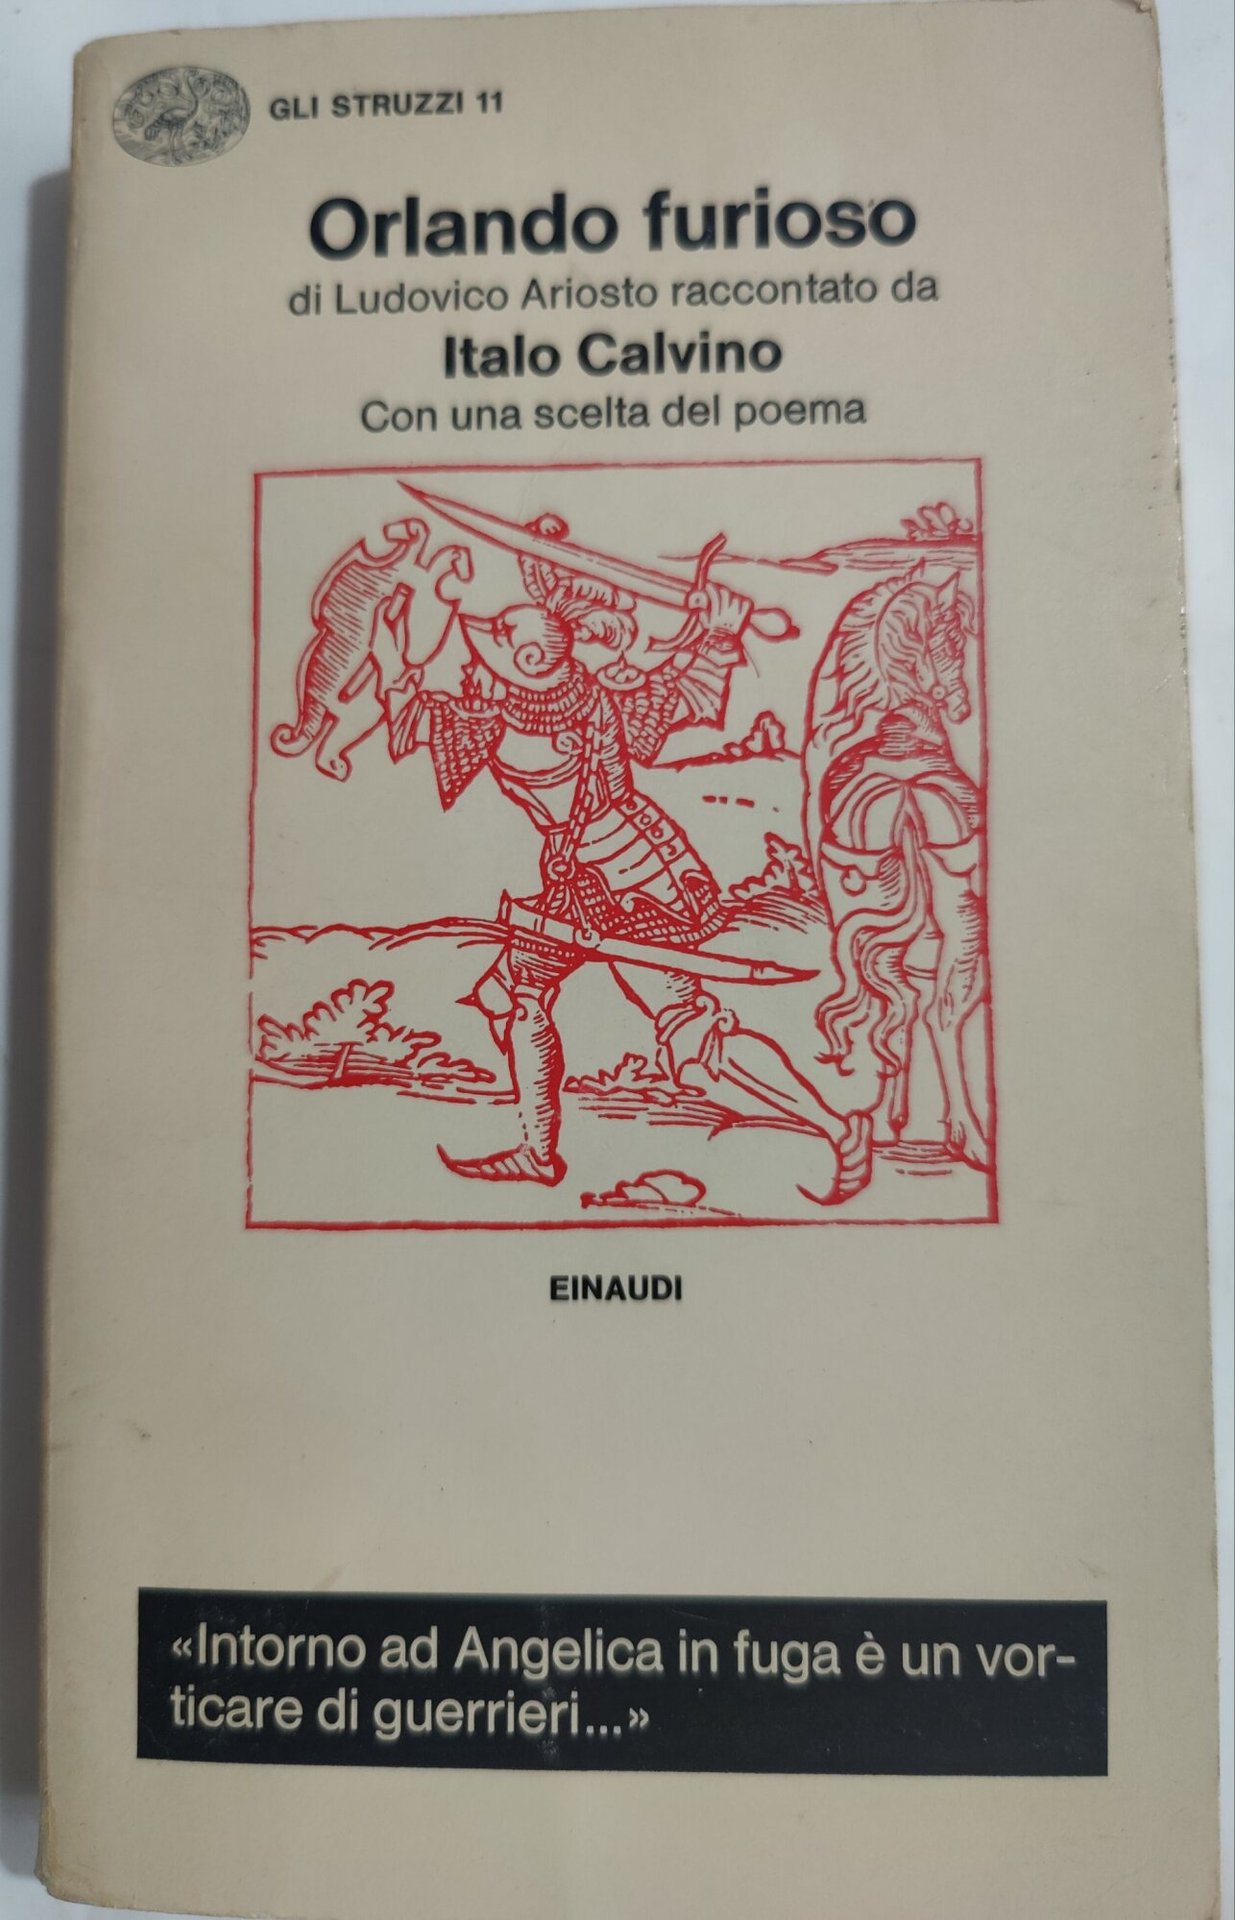 GLI STRUZZI 11
Orlando furioso
di Ludovico Ariosto raccontato da
Italo Calvino
Con una scelta del poema
EINAUDI
«Intorno ad Angelica in fuga è un vor-
ticare di guerrieri...»